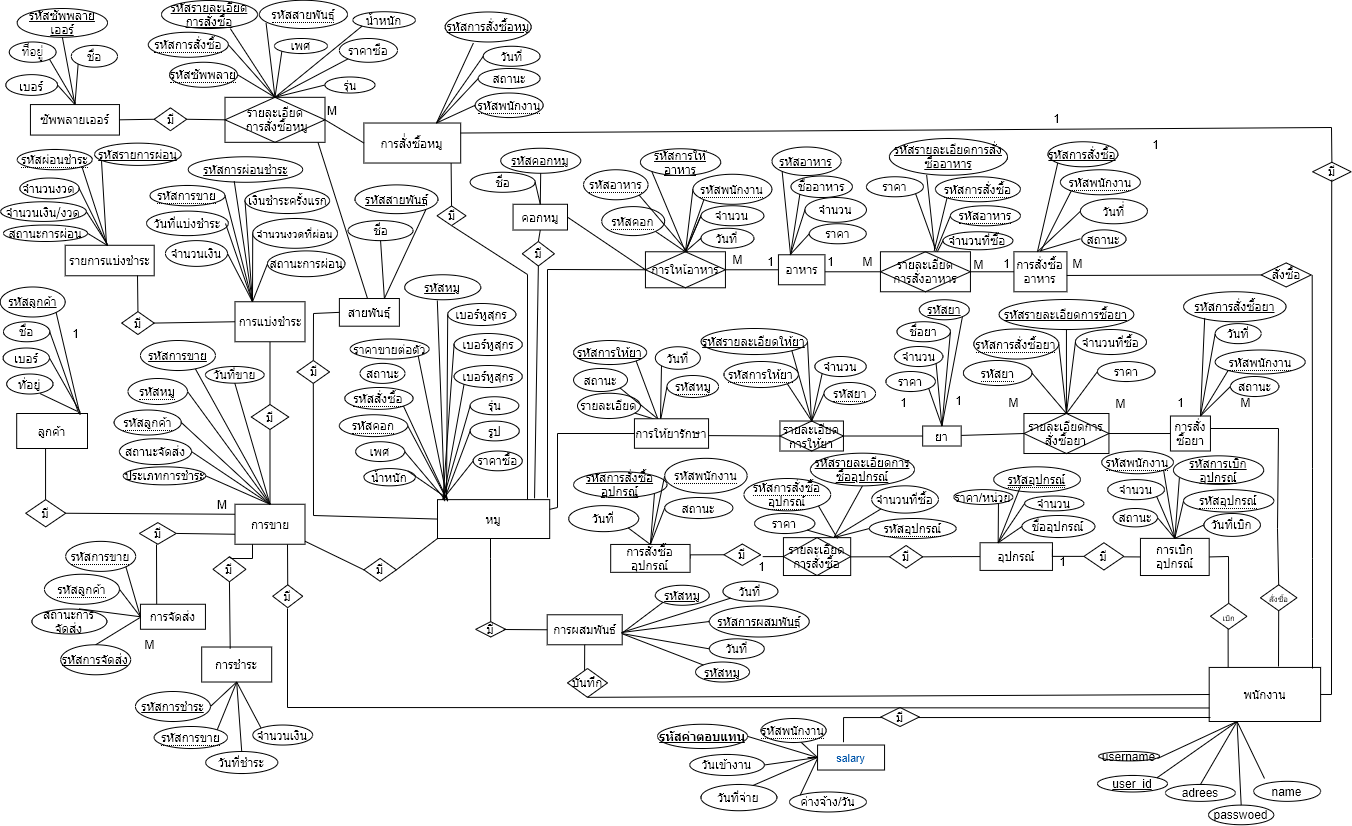 รหัสซัพพลาย
เออร์
ที่อยู่
ชื่อ
เบอร์
ซัพพลายเออร์
มี
รหัสรายละเอียด
การสั่งซื้อ
รหัสสายพันธุ์
น้ำหนัก
รหัสการสั่งซื้อ
เพศ
ราคาซื้อ
รหัสซัพพลาย
รุ่น
รายละเอียด
การสั่งซื้อหมู
M
รหัสการสั่งซื้อหมู
วันที่
สถานะ
รหัสพนักงาน
การสั่งซื้อหมู
1
1
มี
รหัสผ่อนชำระ
รหัสรายการผ่อน
จำนวนงวด
จำนวนเงิน/งวด
สถานะการผ่อน
รายการแบ่งชำระ
มี
รหัสการผ่อนชำระ
รหัสการขาย
เงินชำระครั้งแรก
วันที่แบ่งชำระ
จำนวนงวดที่ผ่อน
จำนวนเงิน
สถานะการผ่อน
การแบ่งชำระ
มี
รหัสสายพันธุ์
ชื่อ
สายพันธุ์
มี
มี
รหัสคอกหมู
ชื่อ
คอกหมู
มี
รหัสการให้
อาหาร
รหัสอาหาร
รหัสพนักงาน
รหัสคอก
จำนวน
วันที่
การให้อาหาร
M
1
รหัสอาหาร
ชื่ออาหาร
จำนวน
ราคา
อาหาร
1
M
รหัสรายละเอียดการสั่ง
ซื้ออาหาร
ราคา
รหัสการสั่งซื้อ
รหัสอาหาร
จำนวนที่ซื้อ
รายละเอียด
การสั่งอาหาร
M
1
รหัสการสั่งซื้อ
รหัสพนักงาน
วันที่
สถานะ
การสั่งซื้อ
อาหาร
M
สั่งซื้อ
รหัสลูกค้า
1
ชื่อ
เบอร์
ที่อยู่
ลูกค้า
มี
รหัสการขาย
วันที่ขาย
รหัสหมู
รหัสลูกค้า
สถานะจัดส่ง
ประเภทการชำระ
M
การขาย
มี
รหัสหมู
เบอร์หูสุกร
ราคาขายต่อตัว
เบอร์หูสุกร
สถานะ
เบอร์หูสุกร
รหัสสั่งซื้อ
รุ่น
รหัสคอก
รูป
เพศ
ราคาซื้อ
น้ำหนัก
หมู
รหัสการให้ยา
วันที่
สถานะ
รหัสหมู
รายละเอียด
การให้ยารักษา
รหัสรายละเอียดให้ยา
รหัสการให้ยา
จำนวน
รหัสยา
รายละเอียด
การให้ยา
รหัสยา
ชื่อยา
จำนวน
ราคา
1
1
ยา
รหัสรายละเอียดการซื้อยา
รหัสการสั่งซื้อยา
จำนวนที่ซื้อ
รหัสยา
ราคา
M
M
รายละเอียดการ
สั่งซื้อยา
รหัสการสั่งซื้อยา
วันที่
รหัสพนักงาน
สถานะ
1
M
การสั่ง
ซื้อยา
รหัสการสั่งซื้อ
อุปกรณ์
รหัสพนักงาน
วันที่
สถานะ
การสั่งซื้อ
อุปกรณ์
มี
1
รหัสรายละเอียดการ
ซื้ออุปกรณ์
รหัสการสั่งซื้อ
อุปกรณ์
จำนวนที่ซื้อ
ราคา
รหัสอุปกรณ์
รายละเอียด
การสั่งซื้อ
มี
รหัสอุปกรณ์
ราคา/หน่วย
จำนวน
ชื่ออุปกรณ์
อุปกรณ์
1
มี
รหัสพนักงาน
รหัสการเบิก
อุปกรณ์
จำนวน
รหัสอุปกรณ์
สถานะ
วันที่เบิก
การเบิก
อุปกรณ์
เบิก
สั่งซื้อ
มี
รหัสการขาย
รหัสลูกค้า
สถานะการ
จัดส่ง
รหัสการจัดส่ง
การจัดส่ง
M
มี
การชำระ
รหัสการชำระ
รหัสการขาย
จำนวนเงิน
วันที่ชำระ
มี
มี
การผสมพันธุ์
รหัสหมู
วันที่
รหัสการผสมพันธุ์
วันที่
รหัสหมู
บันทึก
พนักงาน
username
user_id
adrees
passwoed
name
มี
salary
รหัสค่าตอบแทน
รหัสพนักงาน
วันเข้างาน
วันที่จ่าย
ค่างจ้าง/วัน